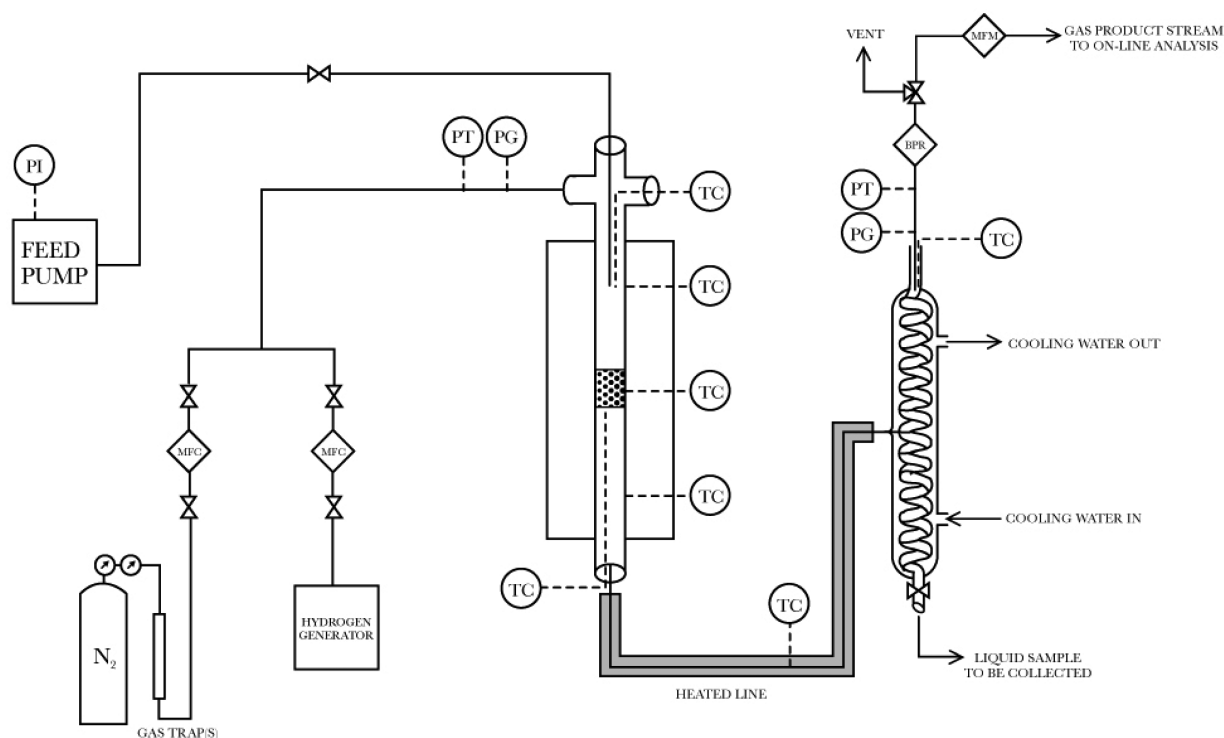 VENT
MFM
GAS PRODUCT STREAM
TO ON-LINE ANALYSIS
BPR
PI
PT
PG
TC
PT
PG
TC
FEED
PUMP
TC
COOLING WATER OUT
TC
MFC
MFC
TC
COOLING WATER IN
TC
TC
N2
HYDROGEN
GENERATOR
HEATED LINE
LIQUID SAMPLE
TO BE COLLECTED
GAS TRAP(S)